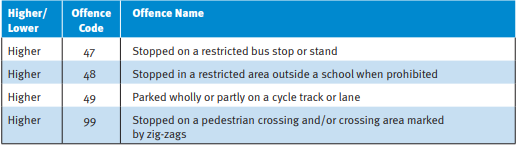 Higher/ Offence Offence Name
Lower Code
Higher 47 Stopped on a restricted bus stop or stand
Higher 48 Stopped in a restricted area outside a school when prohibited
Higher 49 Parked wholly or partly on a cycle track or lane
Higher 99 Stopped on a pedestrian crossing and/or crossing area marked
by zig-zags